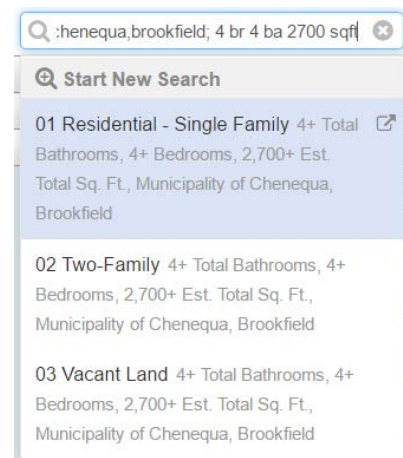 :henequa,brookfield; 4 br 4 ba 2700 sqft
Start New Search
01 Residential - Single Family 4+ Total
Bathrooms, 4+ Bedrooms, 2,700+ Est.
Total Sq. Ft., Municipality of Chenequa,
Brookfield
02 Two-Family 4+ Total Bathrooms, 4+
Bedrooms, 2,700+ Est. Total Sq. Ft.,
Municipality of Chenequa, Brookfield
03 Vacant Land 4+ Total Bathrooms, 4+
Bedrooms, 2,700+ Est. Total Sq. Ft.,
Municipality of Chenequa, Brookfield